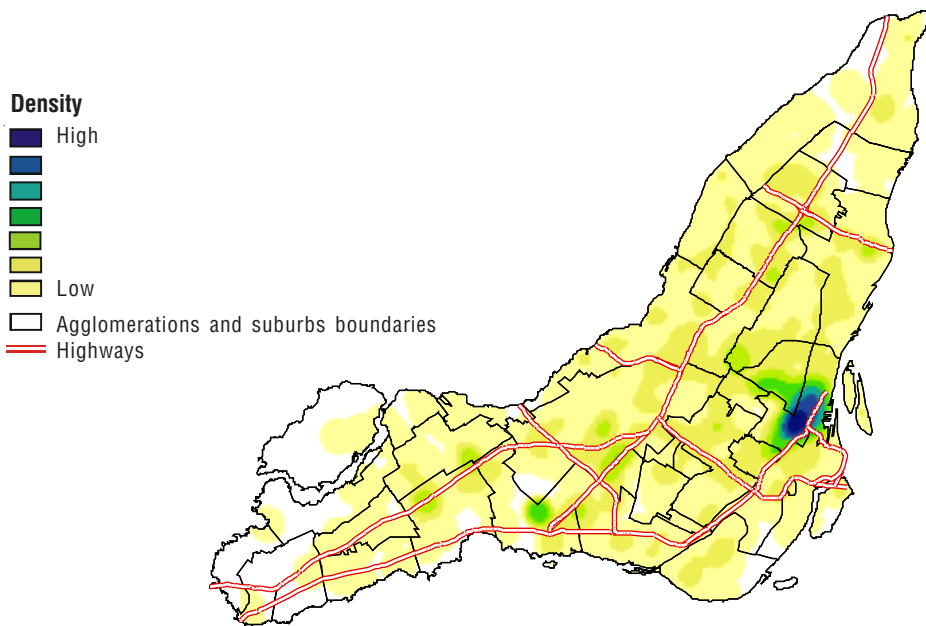 Density
High
Low
Agglomerations and suburbs boundaries
Highways